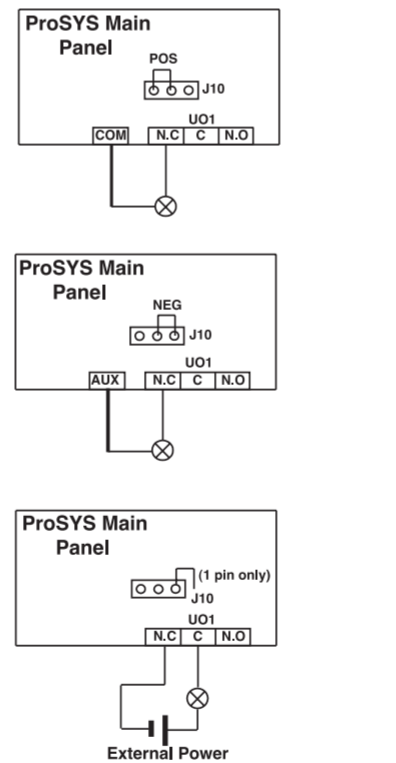 ProSYS Main
Panel
POS
J10
UO1
COM N.C C N.O
ProSYS Main
Panel
NEG
J10
UO1
AUX N.C C N.O
ProSYS Main
Panel
(1 pin only)
J10
UO1
N.C C N.O
External Power